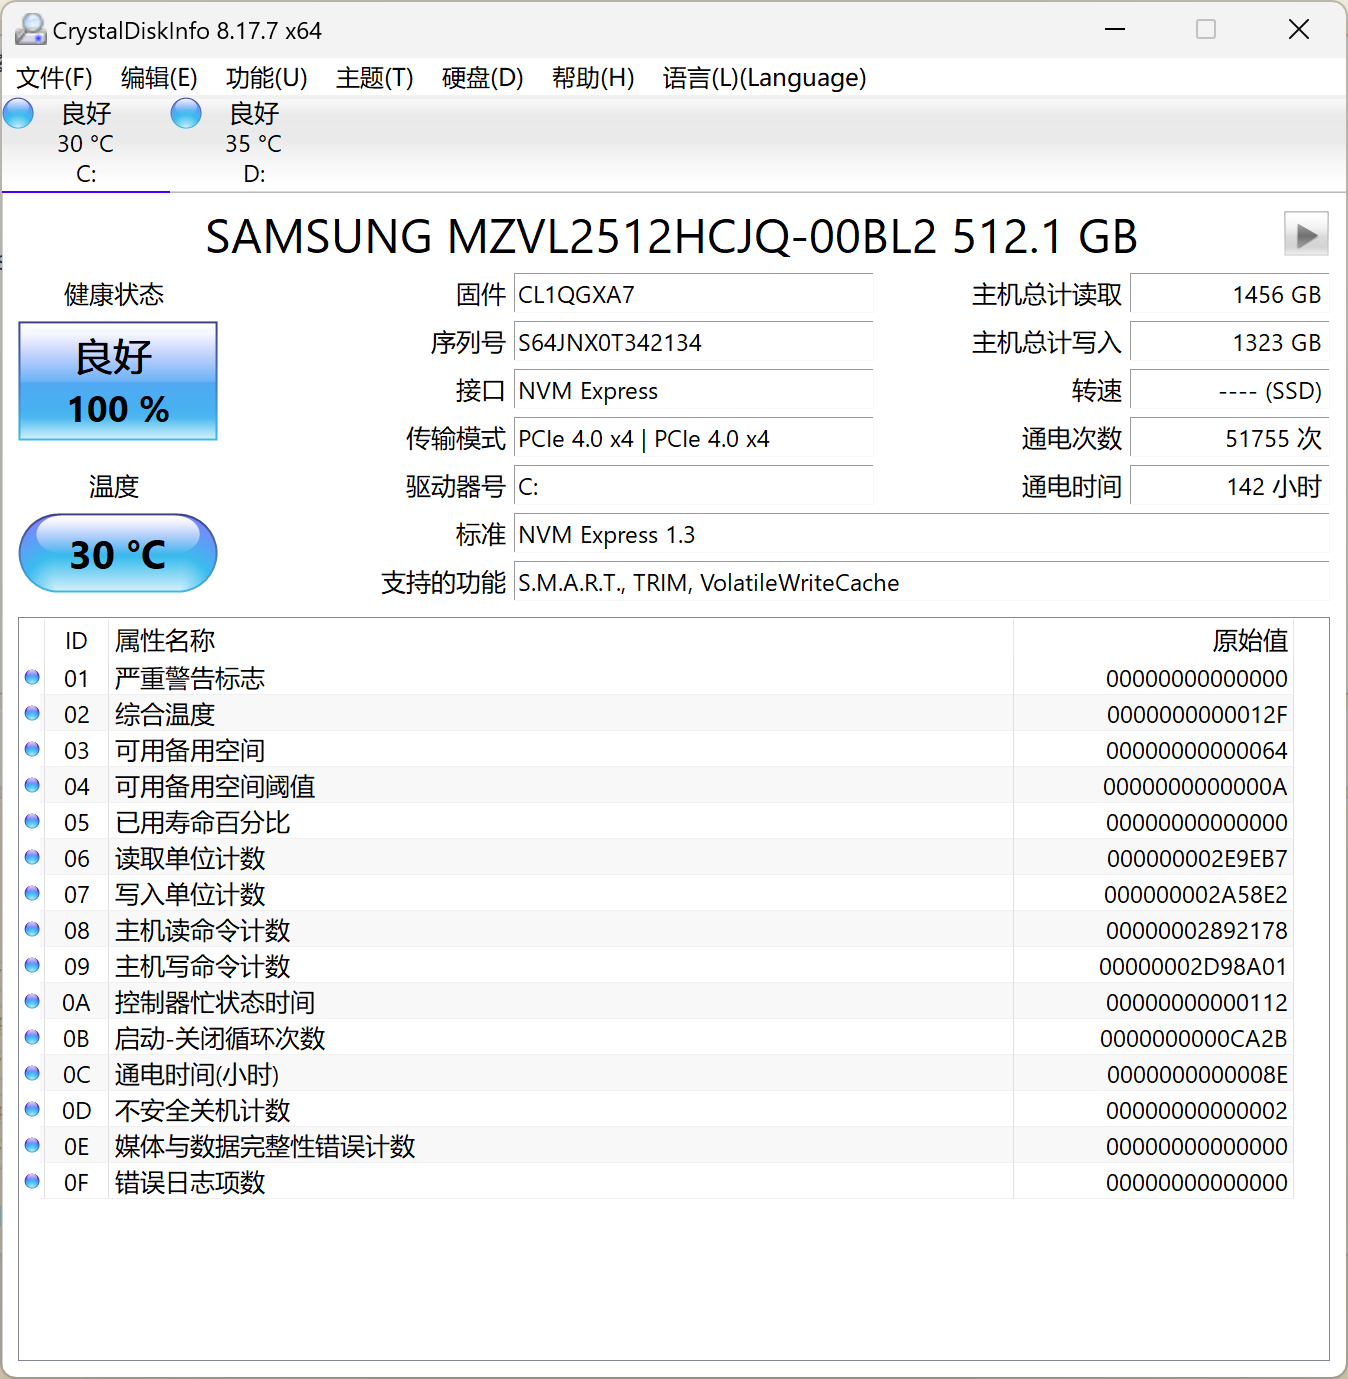 CrystalDiskInfo 8.17.7 x64
文件(F) 编辑(E) 功能(U) 主题(T) 硬盘(D) 帮助(H) 语言(L)(Language)
良好 良好
30 °C 35 °C
C: D:
SAMSUNG MZVL2512HCJQ-00BL2 512.1 GB
健康状态
良好
100 %
温度
30 °C
固件 CL1QGXA7
序列号 S64JNX0T342134
接口 NVM Express
传输模式 PCIe 4.0 x4 | PCIe 4.0 x4
驱动器号 C:
标准 NVM Express 1.3
支持的功能 S.M.A.R.T., TRIM, VolatileWriteCache
主机总计读取 1456 GB
主机总计写入 1323 GB
转速 ---- (SSD)
通电次数 51755 次
通电时间 142 小时
ID 属性名称 原始值
01 严重警告标志 00000000000000
02 综合温度 0000000000012F
03 可用备用空间 00000000000064
04 可用备用空间阈值 0000000000000A
05 已用寿命百分比 00000000000000
06 读取单位计数 000000002E9EB7
07 写入单位计数 000000002A58E2
08 主机读命令计数 00000002892178
09 主机写命令计数 00000002D98A01
0A 控制器忙状态时间 00000000000112
0B 启动-关闭循环次数 0000000000CA2B
0C 通电时间(小时) 0000000000008E
0D 不安全关机计数 00000000000002
0E 媒体与数据完整性错误计数 00000000000000
0F 错误日志项数 00000000000000